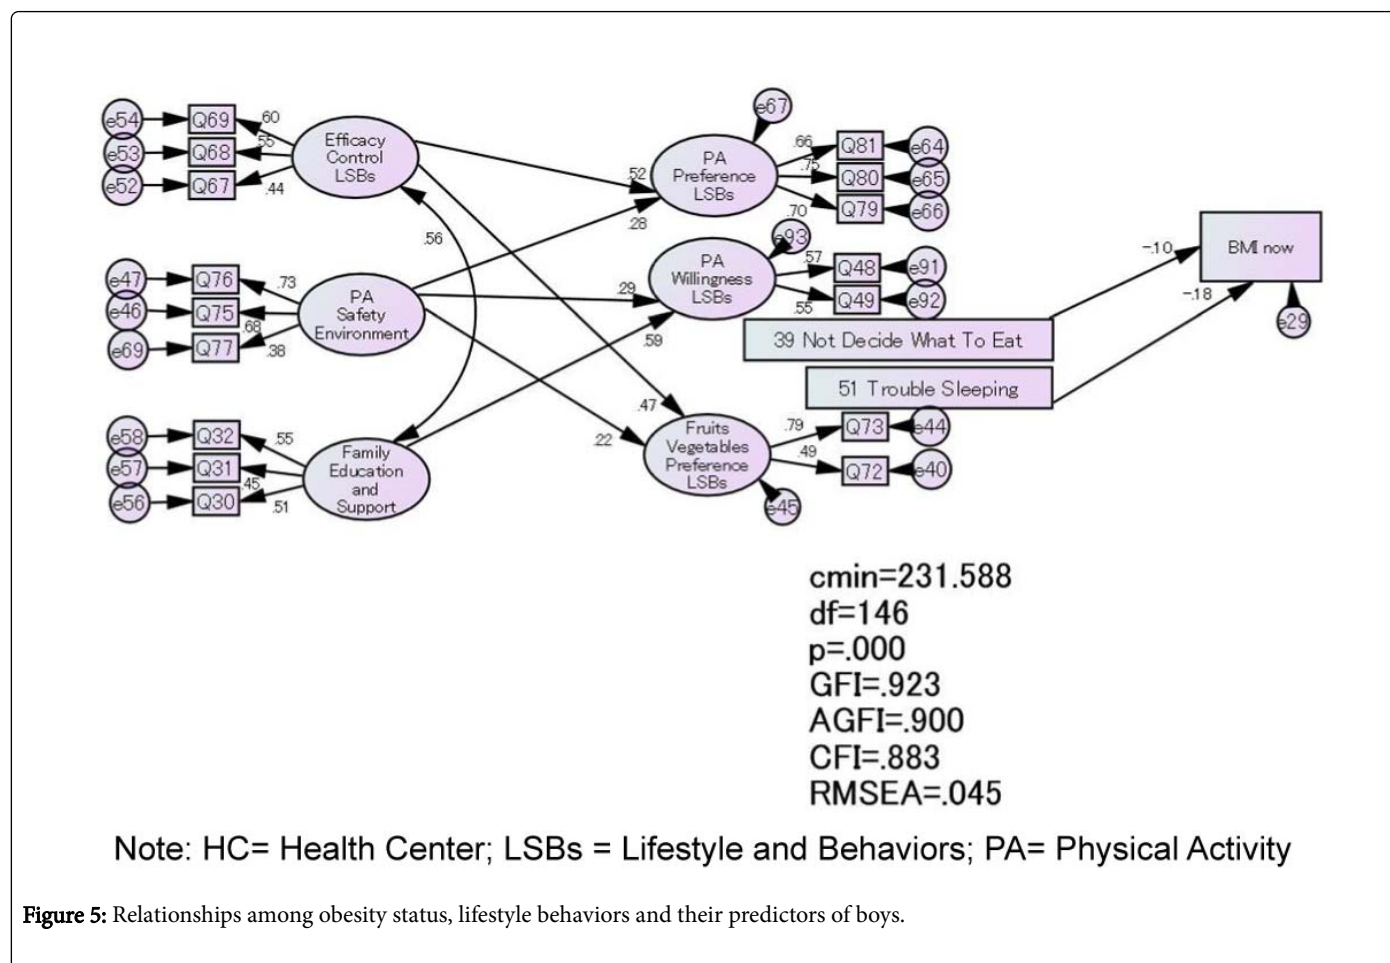 e67
e54 Q69 .60
Efficacy
Control
LSBs
e53 Q68 .55
e52 Q67 .44
.52
PA
Preference
LSBs
.66 Q81 e64
.75 Q80 e65
.70 Q79 e66
.28
.56
e93
e47 Q76 .73
e46 Q75 .68
e69 Q77 .38
PA
Safety
Environment
.29
PA
Willingness
LSBs
.57 Q48 e91
.55 Q49 e92
.59
-.10
BMI now
-.18
e29
39 Not Decide What To Eat
51 Trouble Sleeping
.47
.22
e58 Q32 .55
e57 Q31 .45
e56 Q30 .51
Family
Education
and
Support
Fruits
Vegetables
Preference
LSBs
.79 Q73 e44
.49 Q72 e40
e45
cmin=231.588
df=146
p=.000
GFI=.923
AGFI=.900
CFI=.883
RMSEA=.045
Note: HC= Health Center; LSBs = Lifestyle and Behaviors; PA= Physical Activity
Figure 5: Relationships among obesity status, lifestyle behaviors and their predictors of boys.